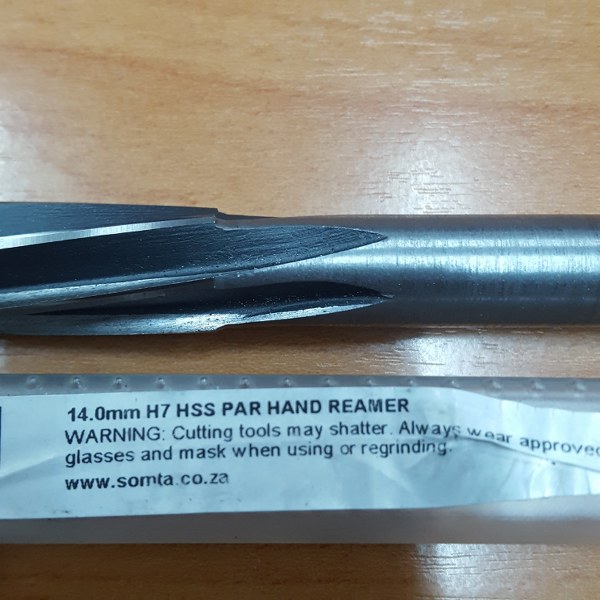 14.0mm H7 HSS PAR HAND REAMER
WARNING: Cutting tools may shatter. Always wear approved
glasses and mask when using or regrinding.
www.somta.co.za